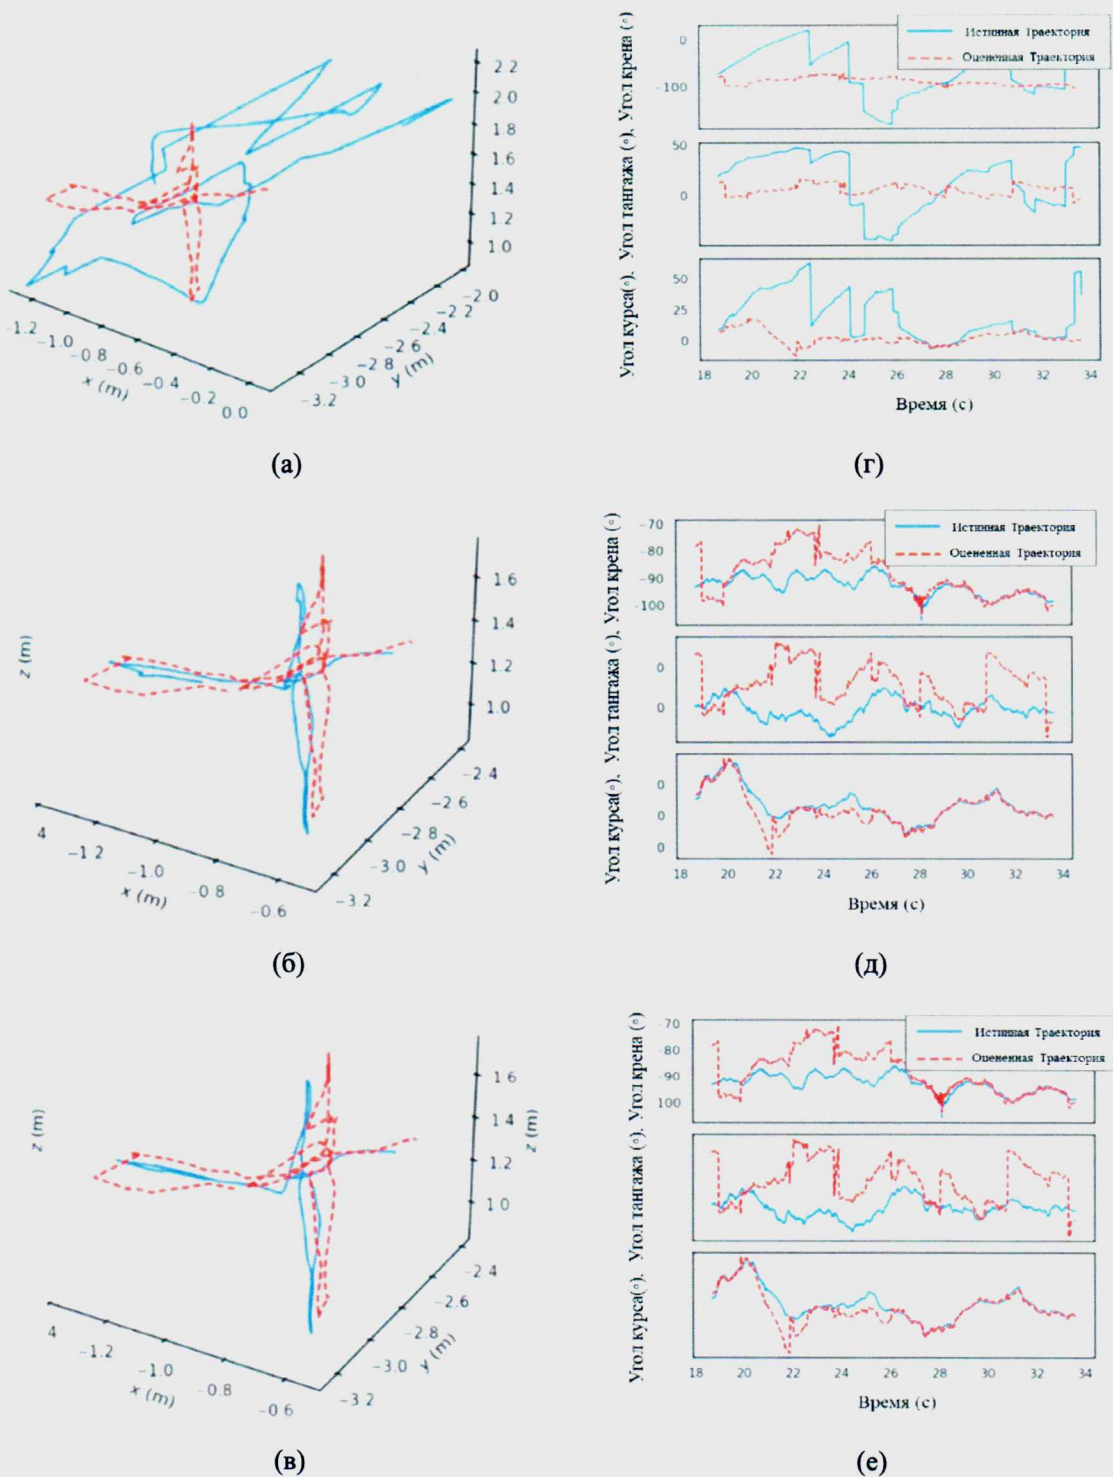 2.2
2.0
1.8
1.6
1.4
1.2
1.0
-1.2
-1.0
-0.8
-0.6
-0.4
-0.2
0.0
x (m)
-3.2
-3.0
-2.8
-2.6
-2.4
-2.2
-2.0
y (m)
(а)
Угол курса(°), Угол тангажа (°), Угол крена (°)
Истинная Траектория
Оцененная Траектория
0
-100
50
0
50
25
0
18 20 22 24 26 28 30 32 34
Время (с)
(г)
z (m)
1.6
1.4
1.2
1.0
4
-1.2
-1.0
-0.8
-0.6
x (m)
-3.2
-3.0
-2.8
-2.6
-2.4
y (m)
(б)
Угол курса(°), Угол тангажа (°), Угол крена (°)
Истинная Траектория
Оцененная Траектория
-70
-80
-90
-100
0
0
0
0
0
18 20 22 24 26 28 30 32 34
Время (с)
(д)
z (m)
1.6
1.4
1.2
1.0
z (m)
4
-1.2
-1.0
-0.8
-0.6
x (m)
-3.2
-3.0
-2.8
-2.6
-2.4
y (m)
(в)
Угол курса(°), Угол тангажа (°), Угол крена (°)
Истинная Траектория
Оцененная Траектория
-70
-80
-90
100
18 20 22 24 26 28 30 32 34
Время (с)
(е)